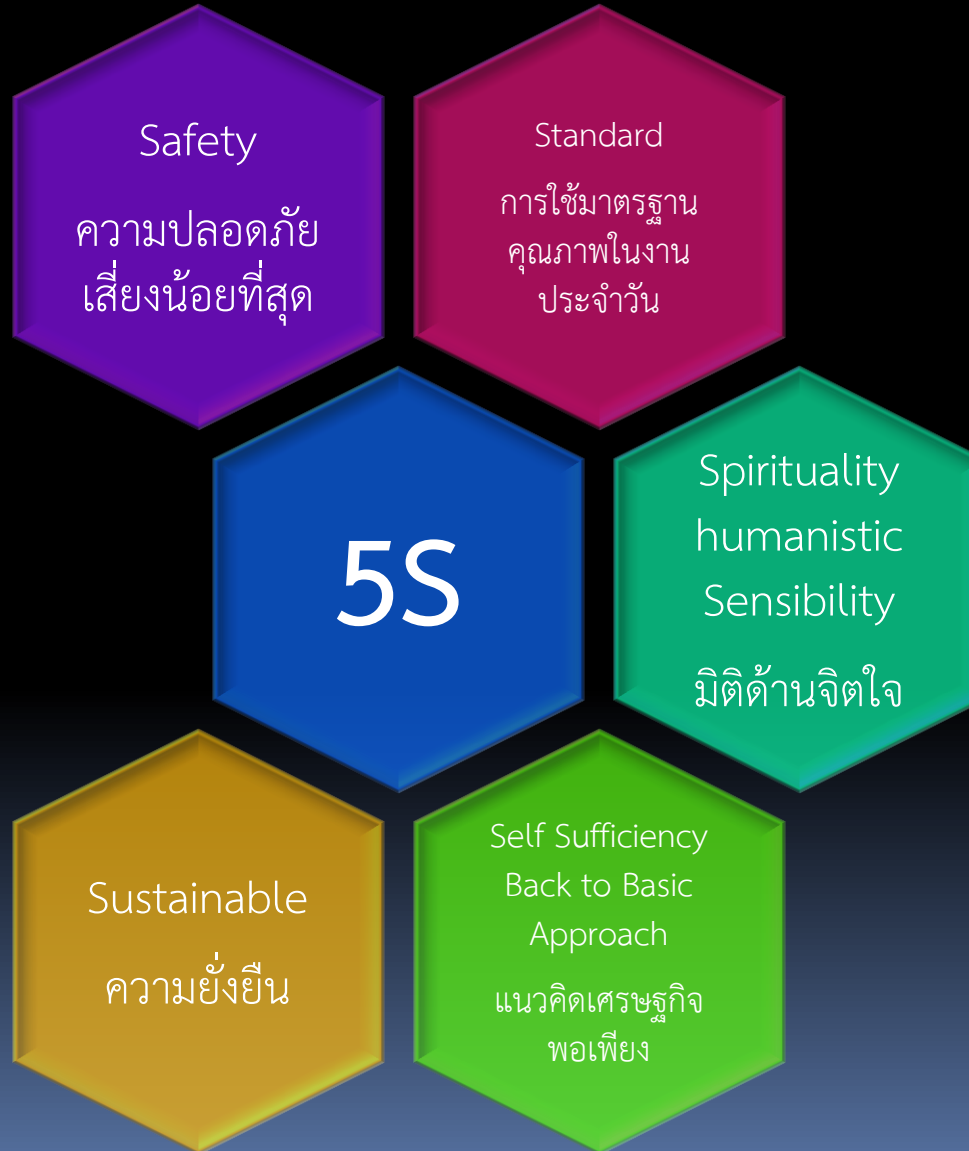 Safety
ความปลอดภัย
เสี่ยงน้อยที่สุด
Standard
การใช้มาตรฐาน
คุณภาพในงาน
ประจำวัน
5S
Spirituality
humanistic
Sensibility
มิติด้านจิตใจ
Sustainable
ความยั่งยืน
Self Sufficiency
Back to Basic
Approach
แนวคิดเศรษฐกิจ
พอเพียง